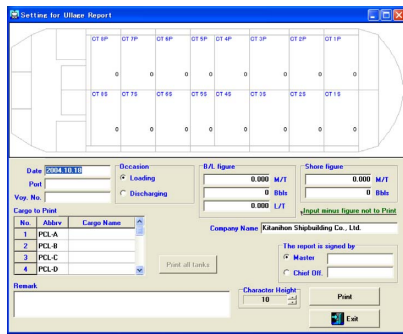 Setting for Ullage Report
CT 8P CT 7P CT 6P CT 5P CT 4P CT 3P CT 2P CT 1P
0 0 0 0 0 0 0 0
CT 8S CT 7S CT 6S CT 5S CT 4S CT 3S CT 2S CT 1S
0 0 0 0 0 0 0 0
Date 2004.10.18
Port
Voy. No.
Occasion
Loading
Discharging
B/L figure
0.000 M/T
0 Bbls
0.000 L/T
Shore figure
0.000 M/T
0 Bbls
Input minus figure not to Print
Cargo to Print
No. Abbrv Cargo Name
1 PCL-A
2 PCL-B
3 PCL-C
4 PCL-D
Print all tanks
Company Name Kitanihon Shipbuilding Co., Ltd.
The report is signed by
Master
Chief Off.
Remark
Character Height
10
Print
Exit